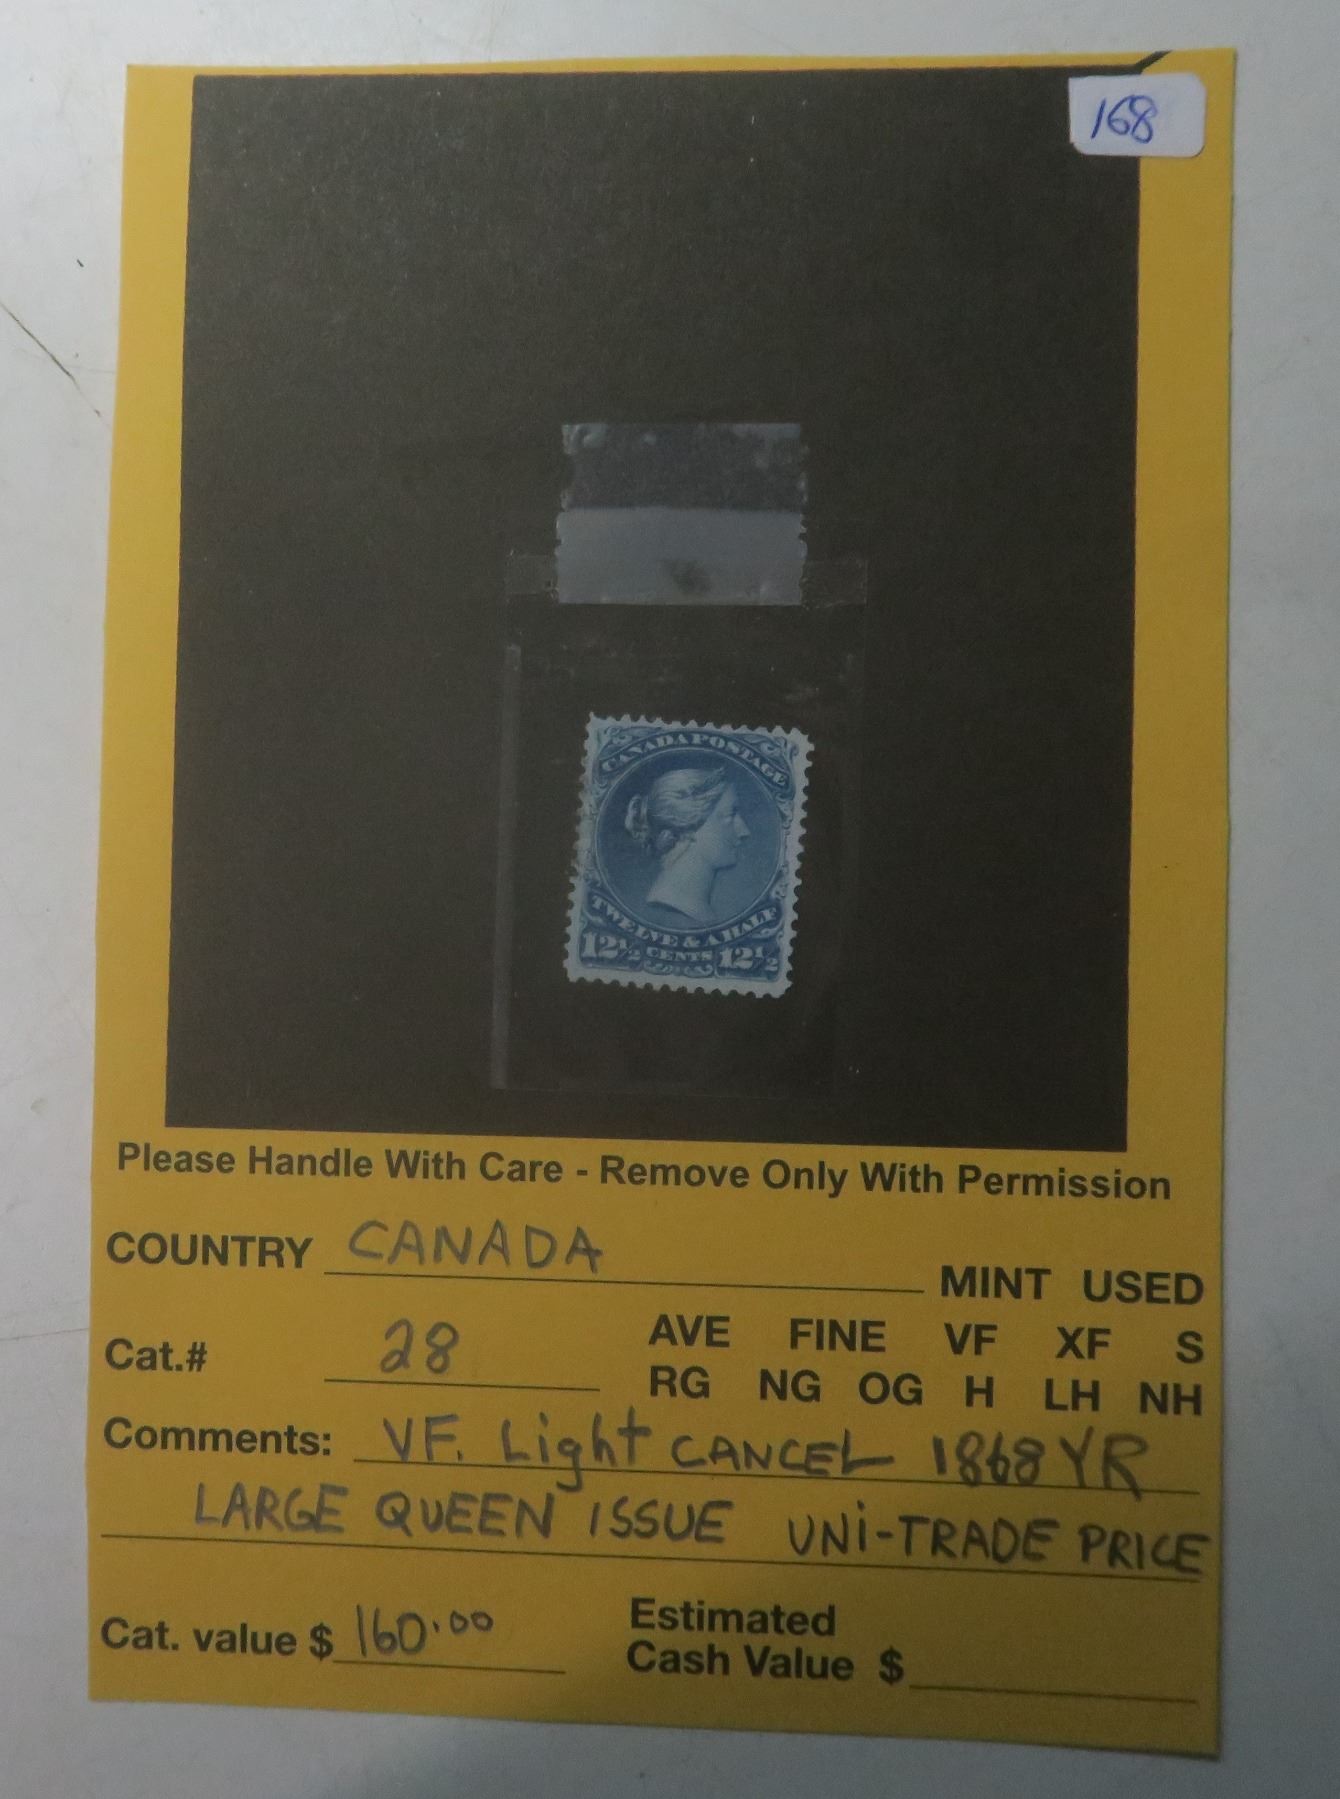 168
CANADA POSTAGE
TWELVE & A HALF
12½ CENTS 12½
Please Handle With Care - Remove Only With Permission
COUNTRY CANADA
MINT USED
Cat.# 28
AVE FINE VF XF S
RG NG OG H LH NH
Comments: VF. Light CANCEL 1868 YR
LARGE QUEEN ISSUE UNI-TRADE PRICE
Cat. value $ 160.00
Estimated
Cash Value $